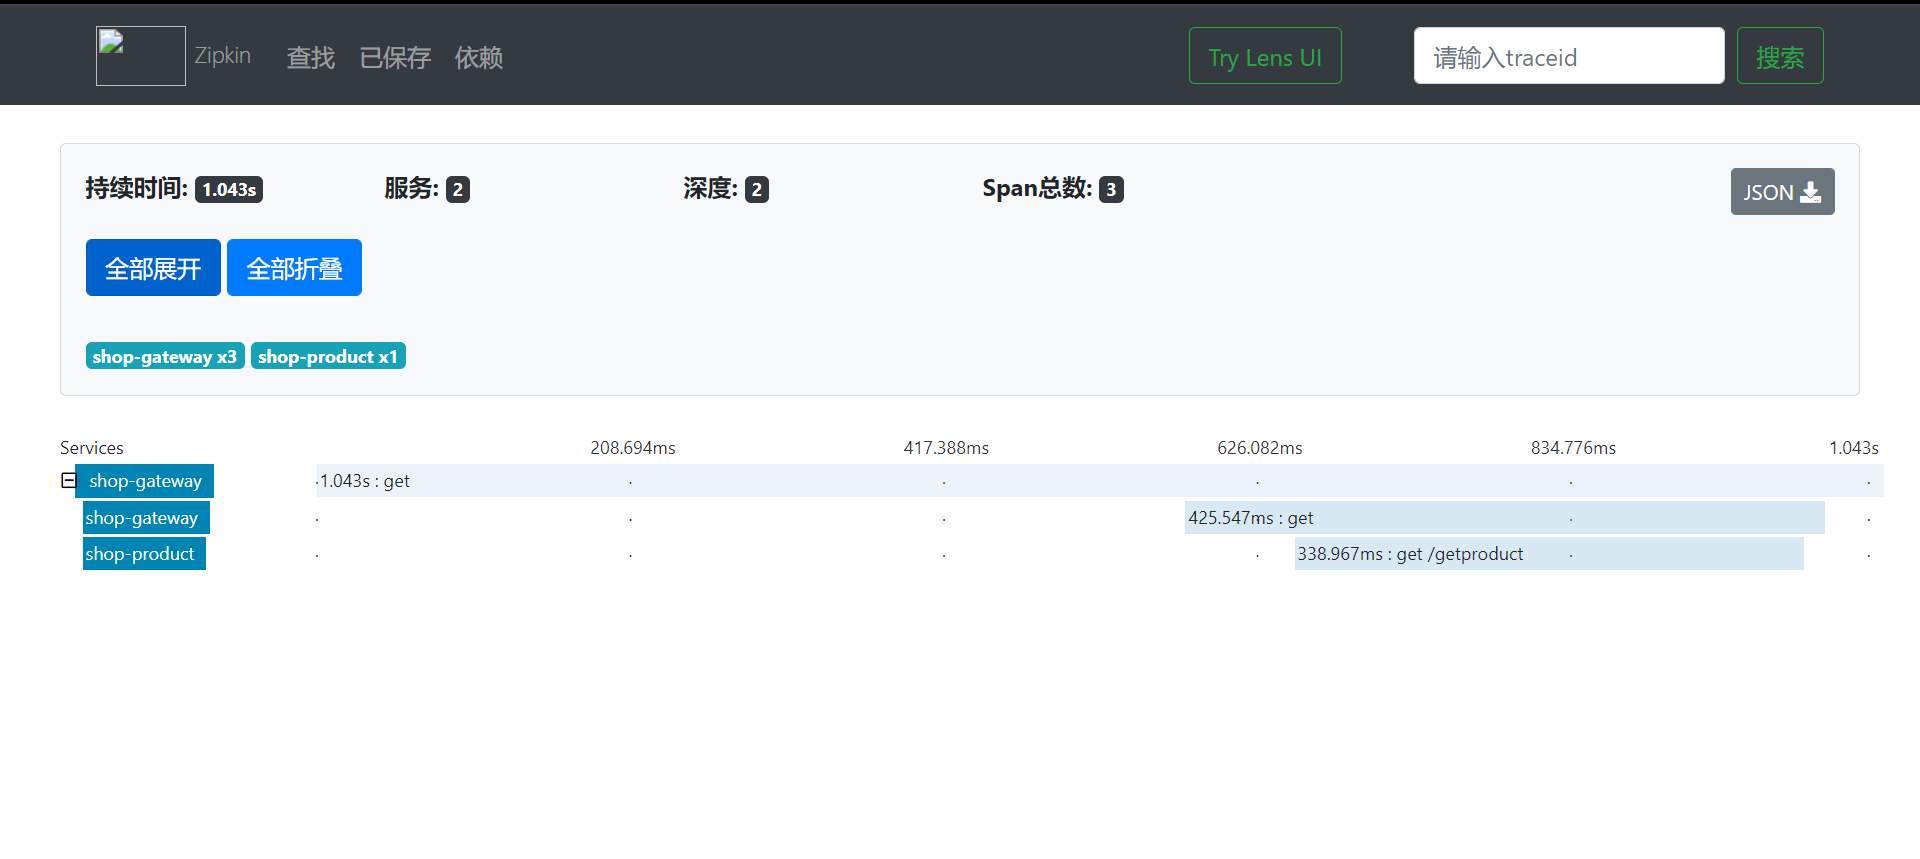 Zipkin 查找 已保存 依赖 Try Lens UI 请输入traceid 搜索
持续时间: 1.043s 服务: 2 深度: 2 Span总数: 3 JSON
全部展开 全部折叠
shop-gateway x3 shop-product x1
Services 208.694ms 417.388ms 626.082ms 834.776ms 1.043s
shop-gateway 1.043s : get
shop-gateway 425.547ms : get
shop-product 338.967ms : get /getproduct